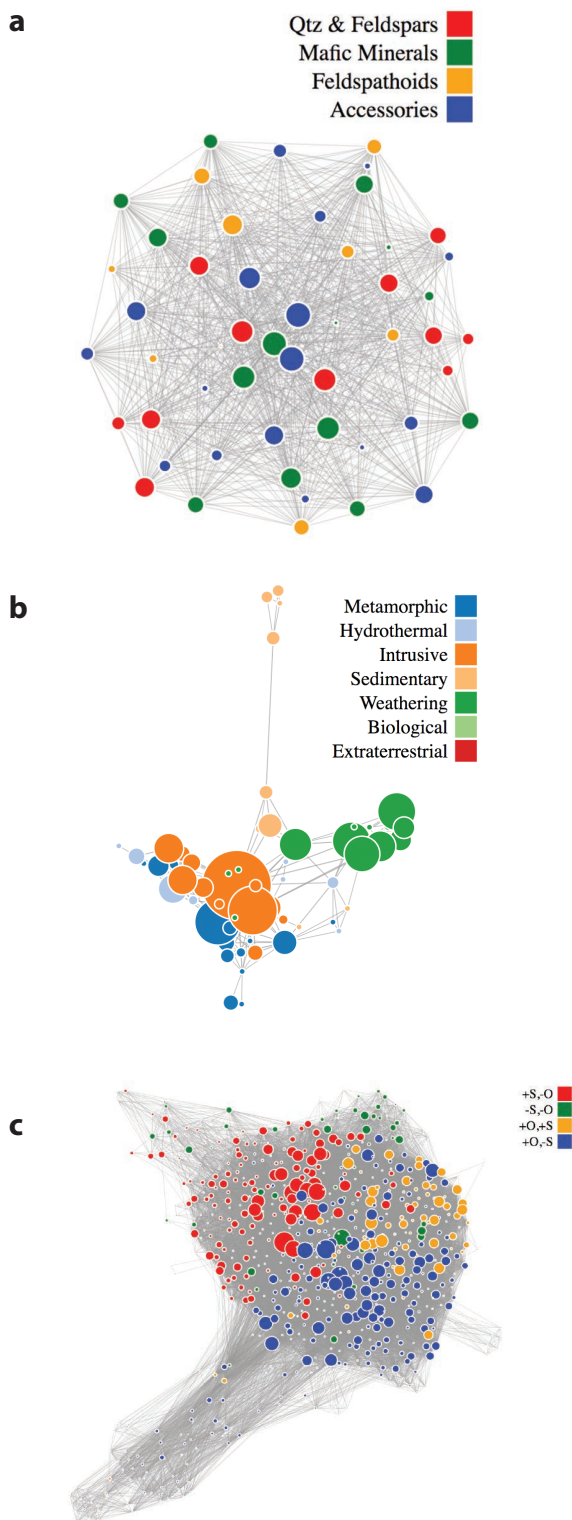 a
Qtz & Feldspars
Mafic Minerals
Feldspathoids
Accessories
b
Metamorphic
Hydrothermal
Intrusive
Sedimentary
Weathering
Biological
Extraterrestrial
c
+S,-O
-S,-O
+O,+S
+O,-S